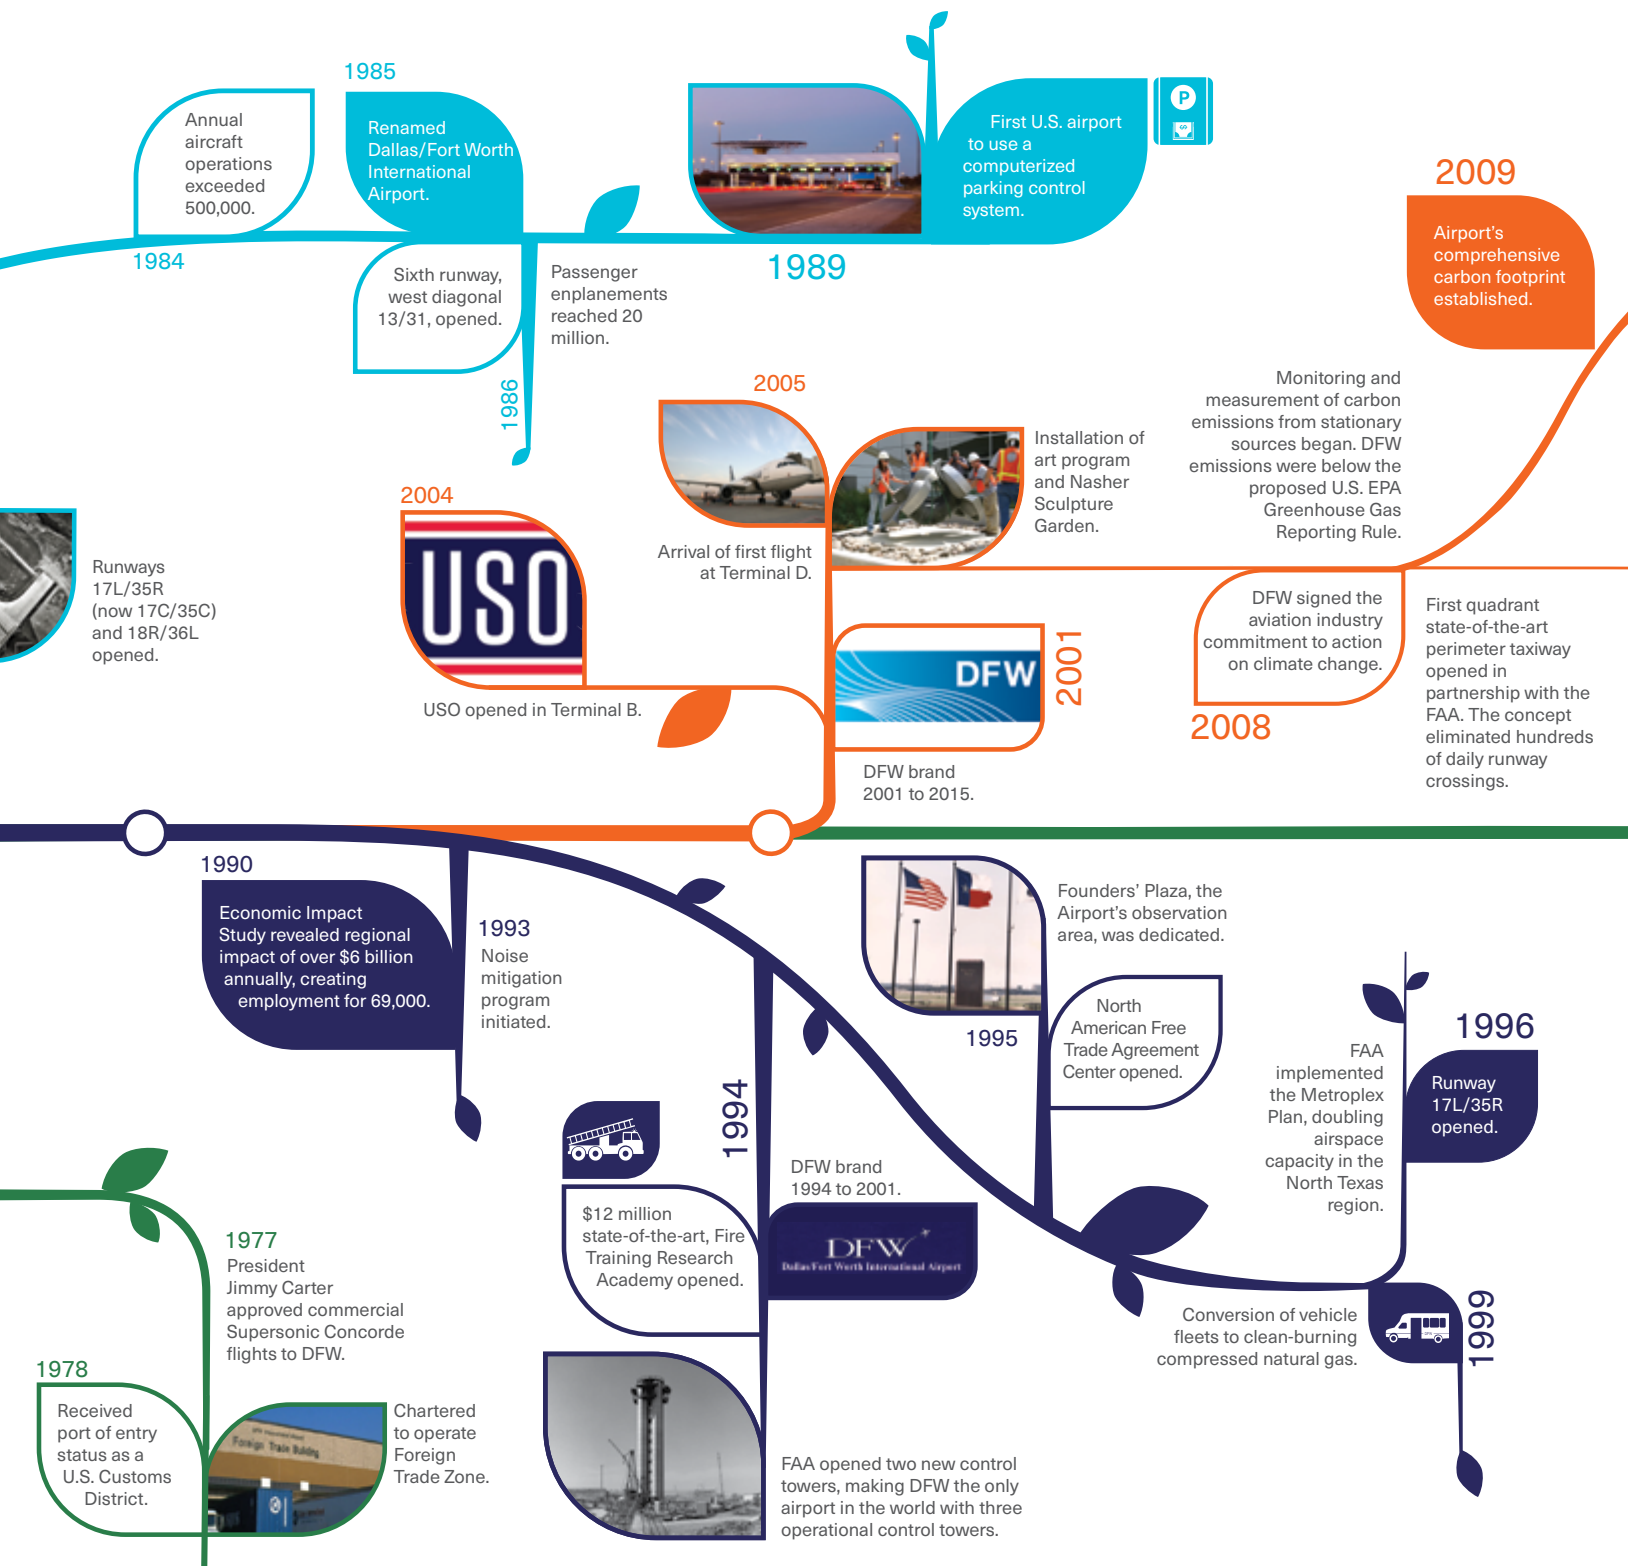 1985
Annual
aircraft
operations
exceeded
500,000.
1984
Renamed
Dallas/Fort Worth
International
Airport.
Sixth runway,
west diagonal
13/31, opened.
Passenger
enplanements
reached 20
million.
1986
First U.S. airport
to use a
computerized
parking control
system.
P
$
1989
2009
Airport's
comprehensive
carbon footprint
established.
Monitoring and
measurement of carbon
emissions from stationary
sources began. DFW
emissions were below the
proposed U.S. EPA
Greenhouse Gas
Reporting Rule.
2005
Arrival of first flight
at Terminal D.
Installation of
art program
and Nasher
Sculpture
Garden.
2004
USO
USO opened in Terminal B.
Runways
17L/35R
(now 17C/35C)
and 18R/36L
opened.
DFW
2001
DFW brand
2001 to 2015.
DFW signed the
aviation industry
commitment to action
on climate change.
2008
First quadrant
state-of-the-art
perimeter taxiway
opened in
partnership with the
FAA. The concept
eliminated hundreds
of daily runway
crossings.
1990
Economic Impact
Study revealed regional
impact of over $6 billion
annually, creating
employment for 69,000.
1993
Noise
mitigation
program
initiated.
Founders' Plaza, the
Airport's observation
area, was dedicated.
1995
North
American Free
Trade Agreement
Center opened.
FAA
implemented
the Metroplex
Plan, doubling
airspace
capacity in the
North Texas
region.
1996
Runway
17L/35R
opened.
1994
$12 million
state-of-the-art, Fire
Training Research
Academy opened.
DFW brand
1994 to 2001.
DFW
Dallas/Fort Worth International Airport
Conversion of vehicle
fleets to clean-burning
compressed natural gas.
1999
1977
President
Jimmy Carter
approved commercial
Supersonic Concorde
flights to DFW.
1978
Received
port of entry
status as a
U.S. Customs
District.
Foreign Trade Building
Chartered
to operate
Foreign
Trade Zone.
FAA opened two new control
towers, making DFW the only
airport in the world with three
operational control towers.